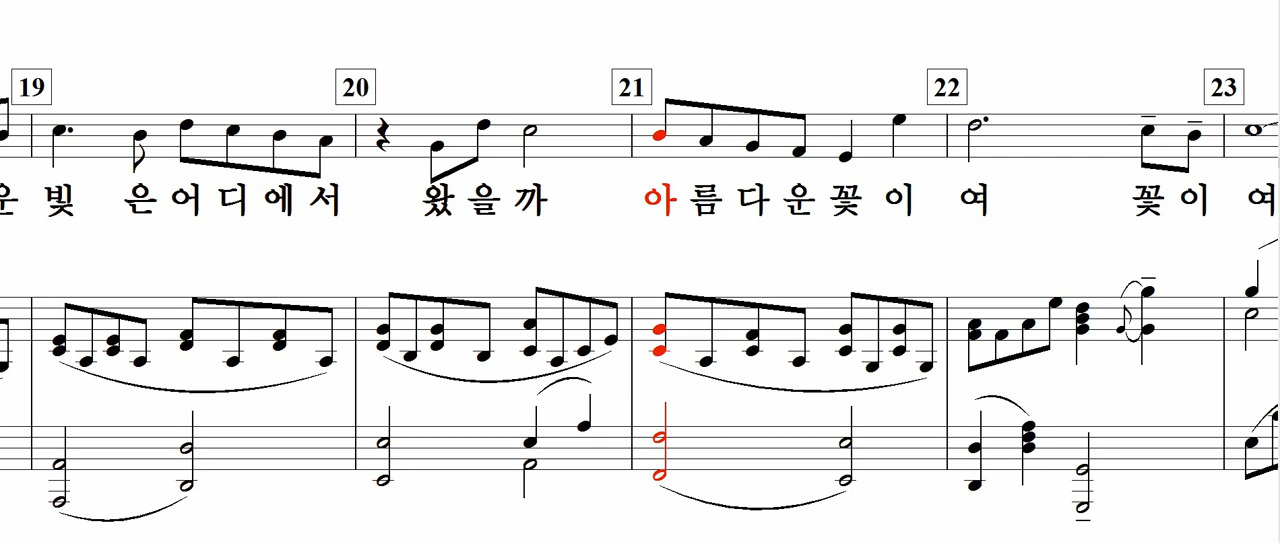 19 20 21 22 23
운 빛 은 어 디 에 서 왔 을 까 아 름 다 운 꽃 이 여 꽃 이 여